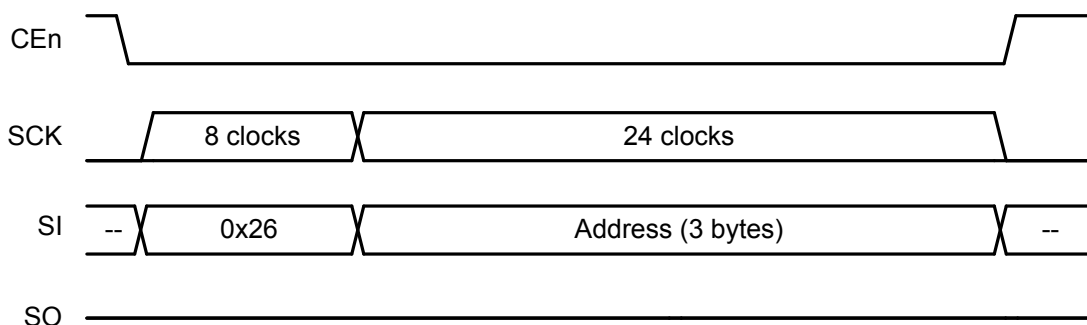 CEn
SCK 8 clocks 24 clocks
SI -- 0x26 Address (3 bytes) --
SO